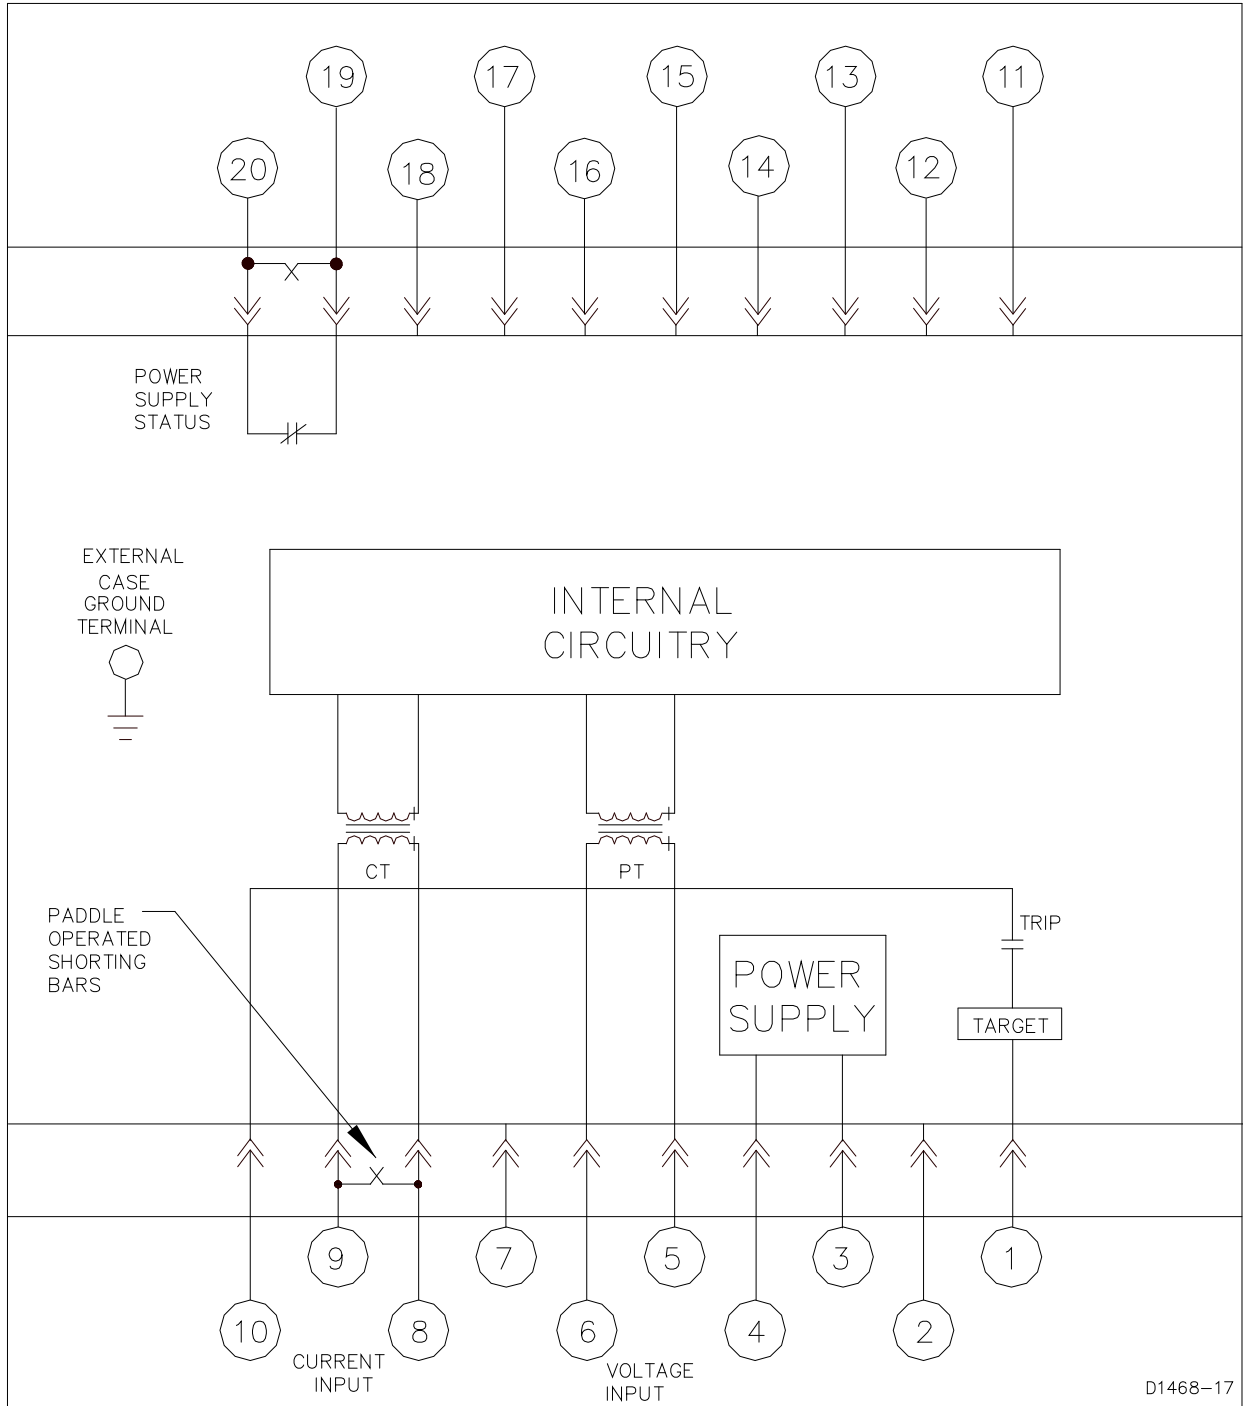 19
17
15
13
11
20
18
16
14
12
POWER
SUPPLY
STATUS
EXTERNAL
CASE
GROUND
TERMINAL
INTERNAL
CIRCUITRY
CT
PT
PADDLE
OPERATED
SHORTING
BARS
TRIP
POWER
SUPPLY
TARGET
9
7
5
3
1
10
8
6
4
2
CURRENT
INPUT
VOLTAGE
INPUT
D1468-17